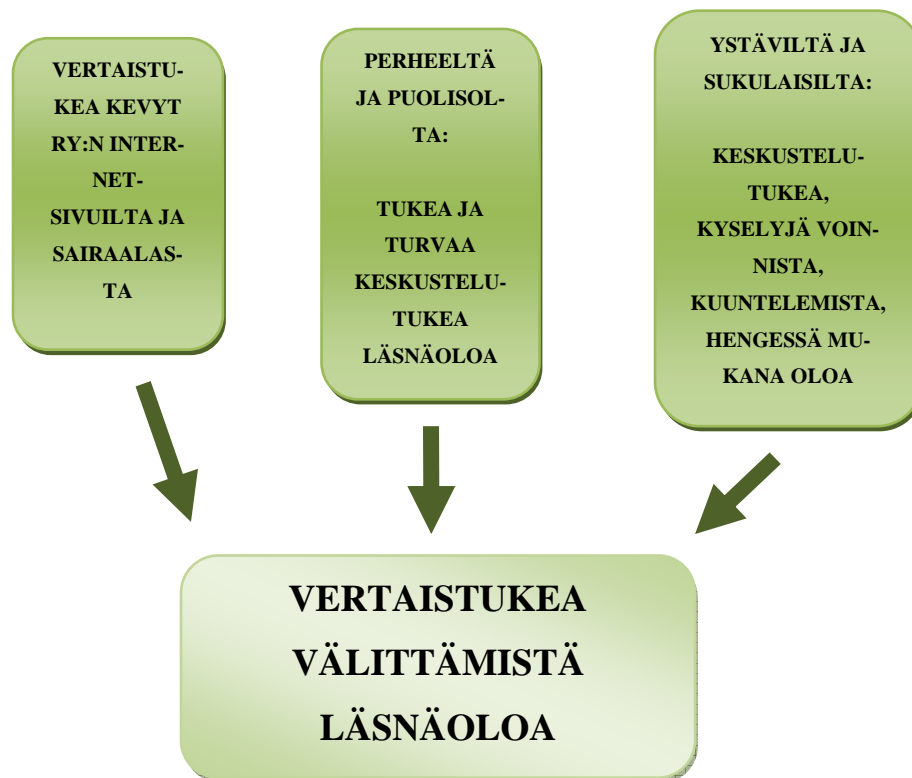 VERTAISTU-
KEA KEVYT
RY:N INTER-
NET-
SIVUILTA JA
SAIRAALAS-
TA
PERHEELTÄ
JA PUOLISOL-
TA:
TUKEA JA
TURVAA
KESKUSTELU-
TUKEA
LÄSNÄOLOA
YSTÄVILTÄ JA
SUKULAISILTA:
KESKUSTELU-
TUKEA,
KYSELYJÄ VOIN-
NISTA,
KUUNTELEMISTA,
HENGESSÄ MU-
KANA OLOA
VERTAISTUKEA
VÄLITTÄMISTÄ
LÄSNÄOLOA